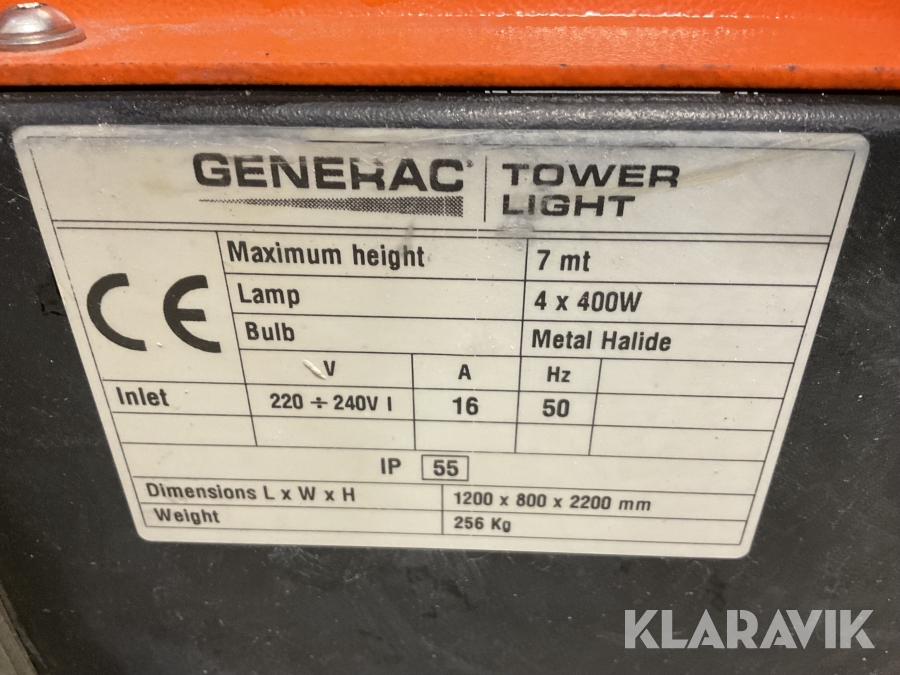 GENERAC® TOWER LIGHT
CE
Maximum height 7 mt
Lamp 4 x 400W
Bulb Metal Halide
V A Hz
Inlet 220 ÷ 240V I 16 50
IP 55
Dimensions L x W x H 1200 x 800 x 2200 mm
Weight 256 Kg
KLARAVIK